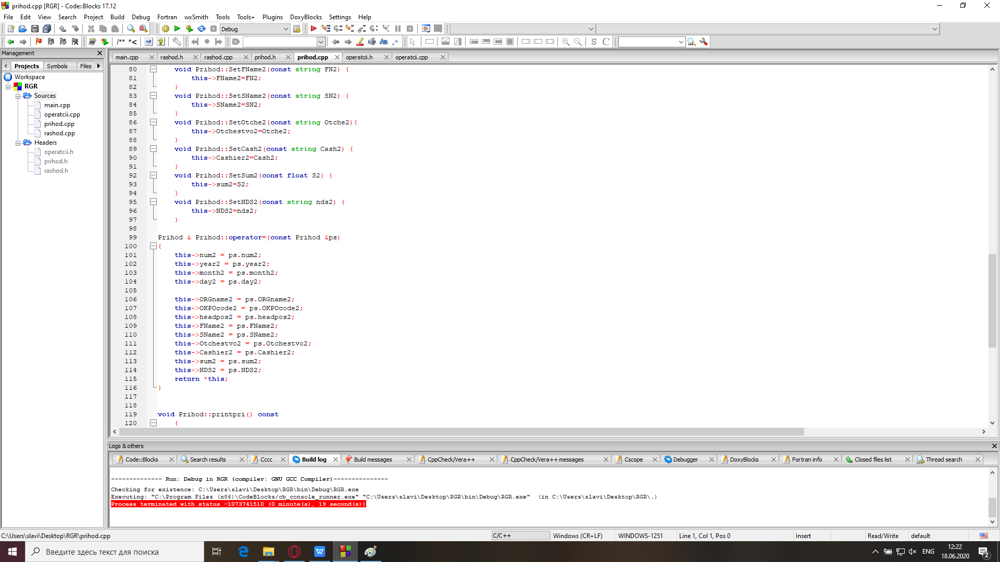 prihod.cpp [RGR] - Code::Blocks 17.12
File Edit View Search Project Build Debug Fortran wxSmith Tools Tools+ Plugins DoxyBlocks Settings Help
Debug
/** *<
Aa .*
S C
Management
main.cpp rashod.h rashod.cpp prihod.h prihod.cpp operatcii.h operatcii.cpp
Projects Symbols Files
Workspace
RGR
Sources
main.cpp
operatcii.cpp
prihod.cpp
rashod.cpp
Headers
operatcii.h
prihod.h
rashod.h
80 void Prihod::SetFName2(const string FN2) {
81 this->FName2=FN2;
82 }
83 void Prihod::SetSName2(const string SN2) {
84 this->SName2=SN2;
85 }
86 void Prihod::SetOtche2(const string Otche2){
87 this->Otchestvo2=Otche2;
88 }
89 void Prihod::SetCash2(const string Cash2) {
90 this->Cashier2=Cash2;
91 }
92 void Prihod::SetSum2(const float S2) {
93 this->sum2=S2;
94 }
95 void Prihod::SetNDS2(const string nds2) {
96 this->NDS2=nds2;
97 }
98
99 Prihod & Prihod::operator=(const Prihod &ps)
100 {
101 this->num2 = ps.num2;
102 this->year2 = ps.year2;
103 this->month2 = ps.month2;
104 this->day2 = ps.day2;
105
106 this->ORGname2 = ps.ORGname2;
107 this->OKPOcode2 = ps.OKPOcode2;
108 this->headpos2 = ps.headpos2;
109 this->FName2 = ps.FName2;
110 this->SName2 = ps.SName2;
111 this->Otchestvo2 = ps.Otchestvo2;
112 this->Cashier2 = ps.Cashier2;
113 this->sum2 = ps.sum2;
114 this->NDS2 = ps.NDS2;
115 return *this;
116 }
117
118
119 void Prihod::printpri() const
120 {
Logs & others
Code::Blocks Search results Cccc Build log Build messages CppCheck/Vera++ CppCheck/Vera++ messages Cscope Debugger DoxyBlocks Fortran info Closed files list Thread search
-------------- Run: Debug in RGR (compiler: GNU GCC Compiler)---------------
Checking for existence: C:\Users\slavi\Desktop\RGR\bin\Debug\RGR.exe
Executing: "C:\Program Files (x86)\CodeBlocks/cb_console_runner.exe" "C:\Users\slavi\Desktop\RGR\bin\Debug\RGR.exe" (in C:\Users\slavi\Desktop\RGR\.)
Process terminated with status -1073741510 (0 minute(s), 19 second(s))
C:\Users\slavi\Desktop\RGR\prihod.cpp C/C++ Windows (CR+LF) WINDOWS-1251 Line 1, Col 1, Pos 0 Insert Read/Write default
Введите здесь текст для поиска
ENG
12:22
18.06.2020
2